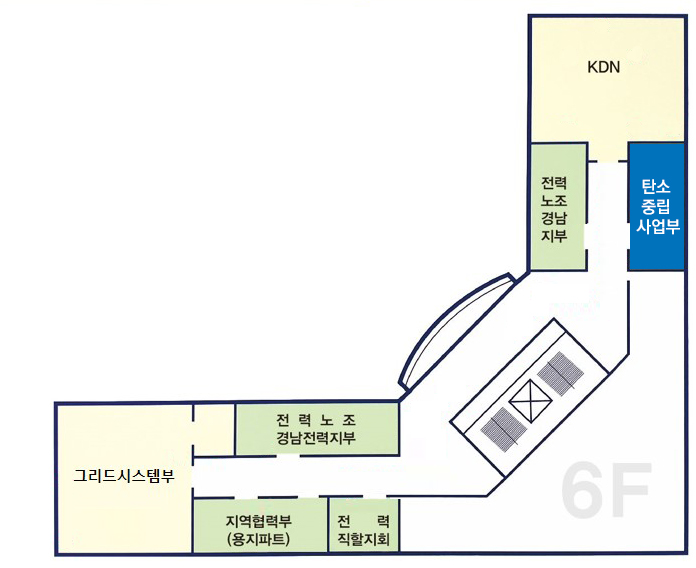 KDN
전력
노조
경남
지부
탄소
중립
사업부
전 력 노 조
경남전력지부
그리드시스템부
지역협력부
(용지파트)
전 력
직할지회
6F